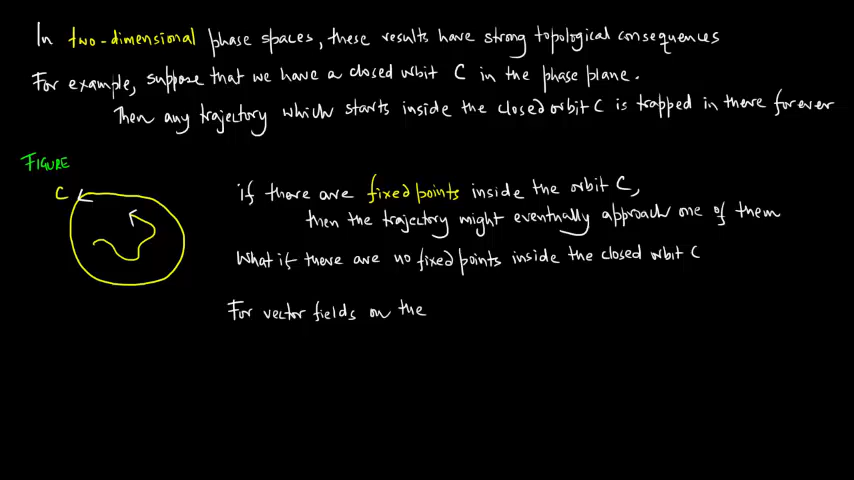 In two-dimensional phase spaces, these results have strong topological consequences
For example, suppose that we have a closed orbit C in the phase plane.
Then any trajectory which starts inside the closed orbit C is trapped in there forever
FIGURE
C
if there are fixed points inside the orbit C,
then the trajectory might eventually approach one of them
What if there are no fixed points inside the closed orbit C
For vector fields on the